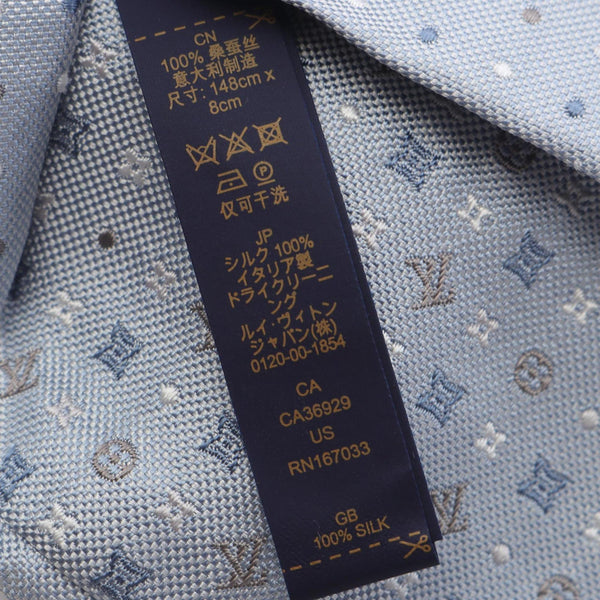 CN
100% 桑蚕丝
意大利制造
尺寸: 148cm x
8cm
P
仅可干洗
JP
シルク 100%
イタリア製
ドライクリーニ
ング
ルイ・ヴィトン
ジャパン(株)
0120-00-1854
CA
CA36929
US
RN167033
GB
100% SILK